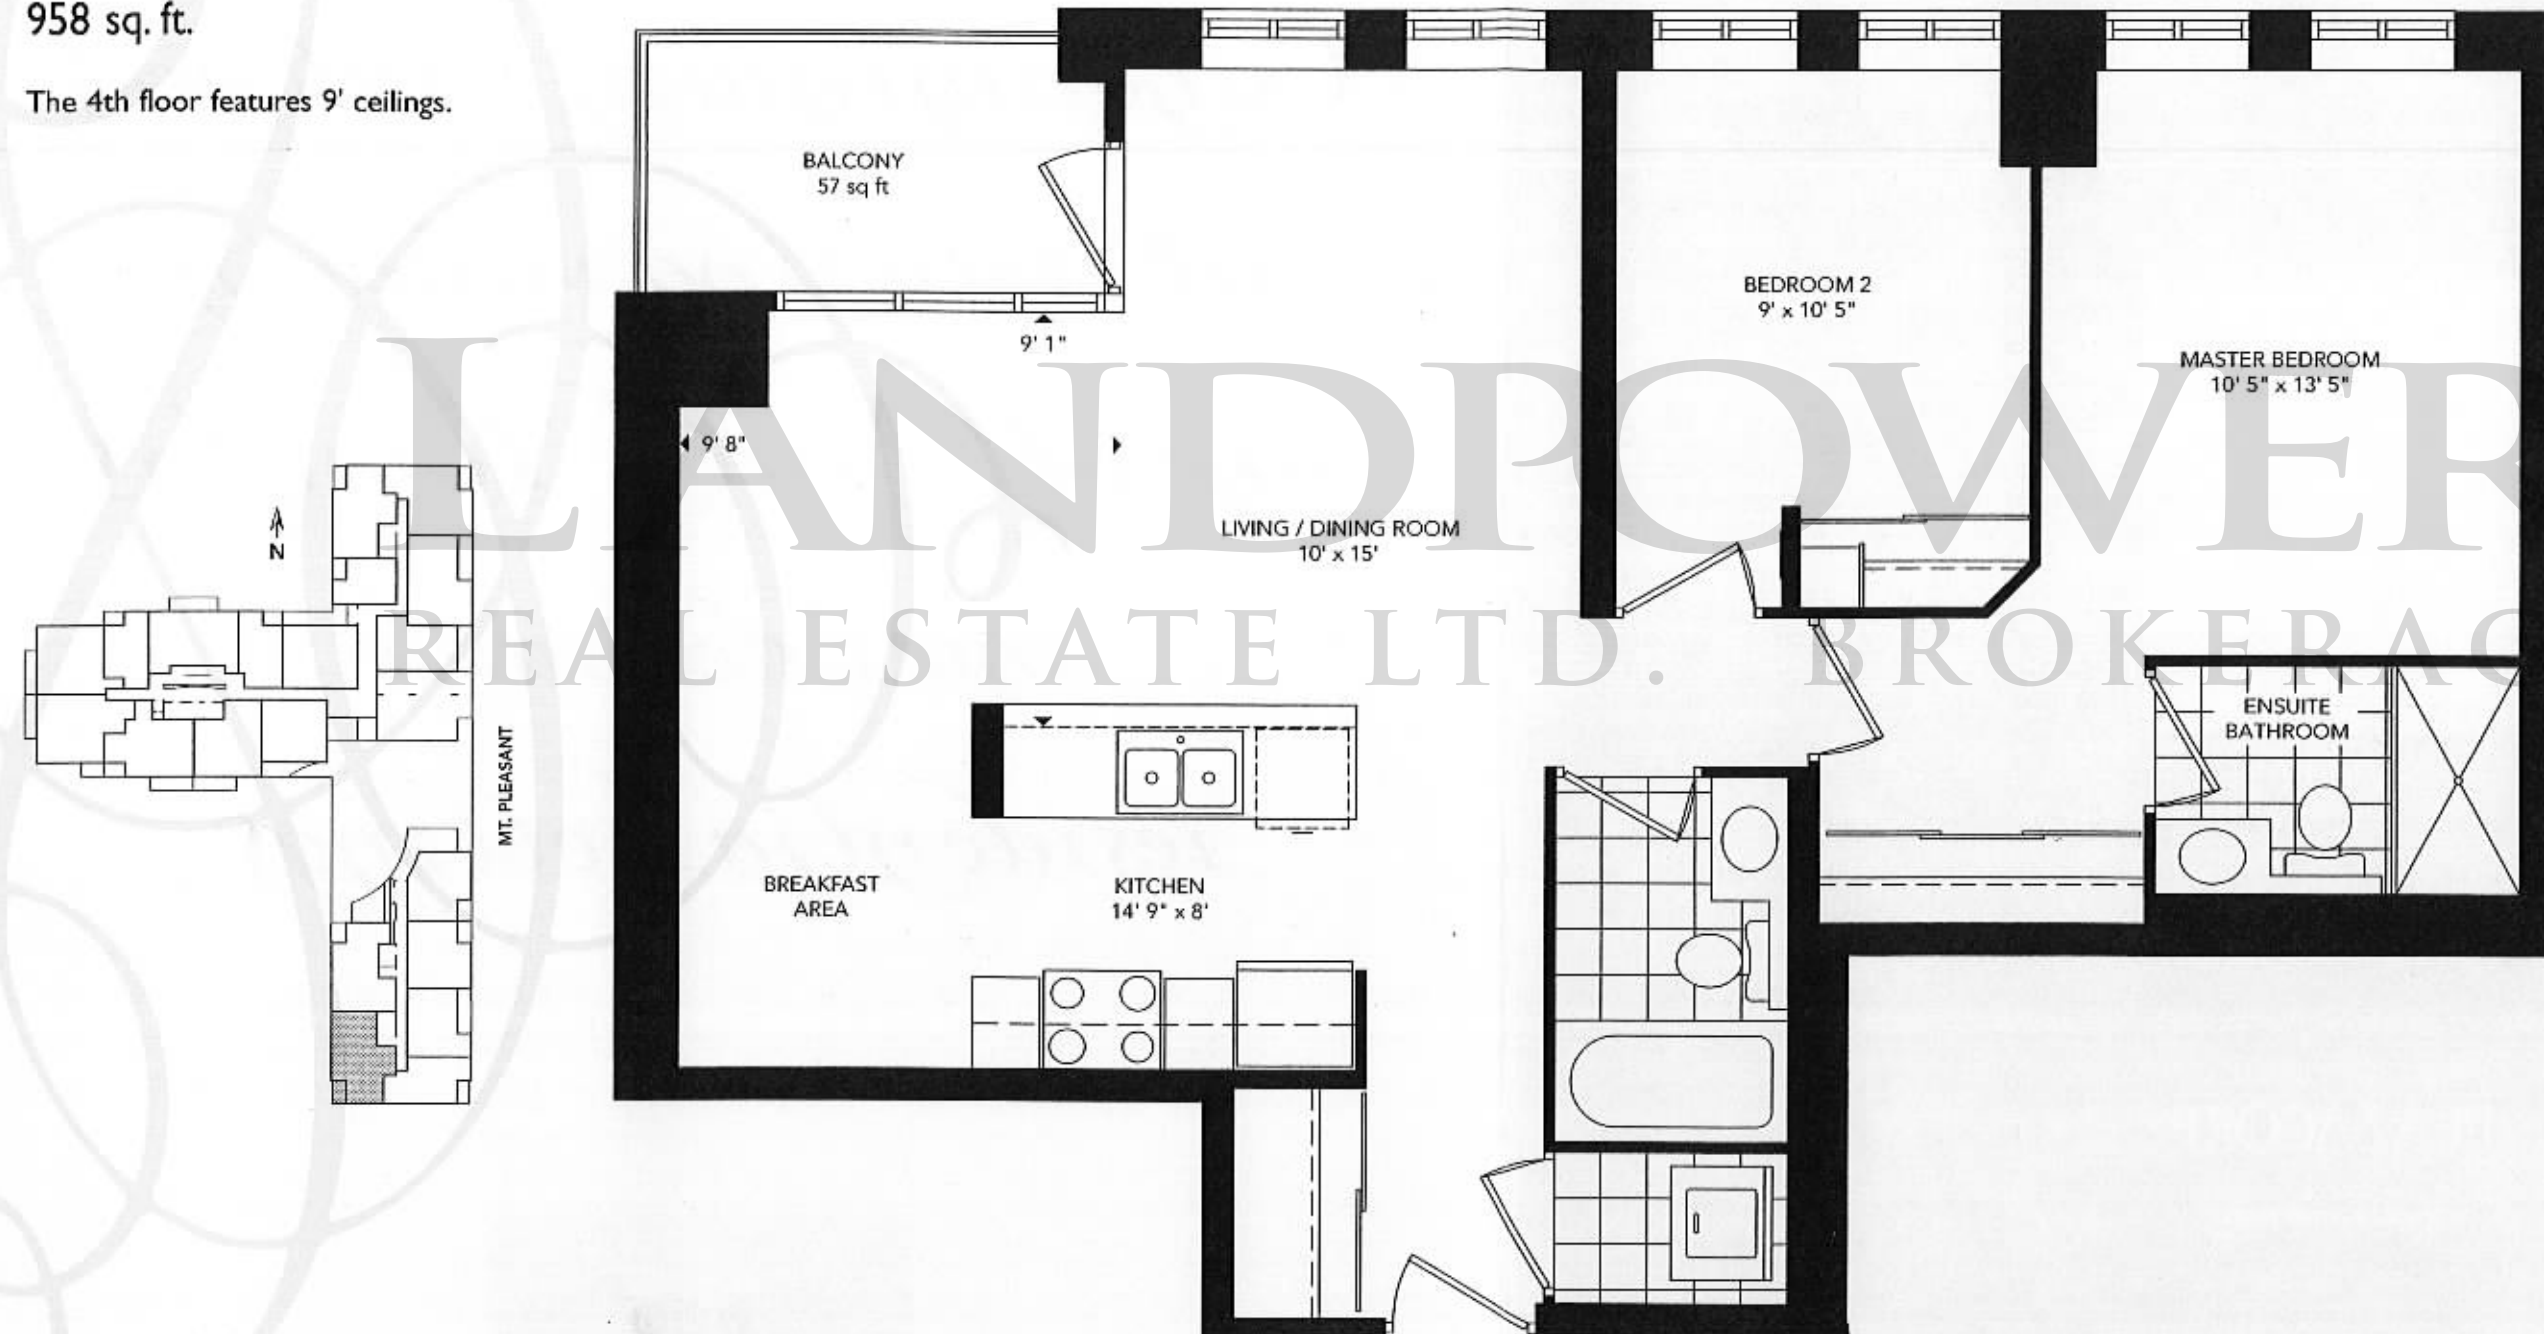 958 sq. ft.
The 4th floor features 9' ceilings.
BALCONY
57 sq ft
9' 1"
9' 8"
LIVING / DINING ROOM
10' x 15'
BEDROOM 2
9' x 10' 5"
MASTER BEDROOM
10' 5" x 13' 5"
LANDPOWER
REAL ESTATE LTD. BROKERAG
N
MT. PLEASANT
ENSUITE
BATHROOM
BREAKFAST
AREA
KITCHEN
14' 9" x 8'